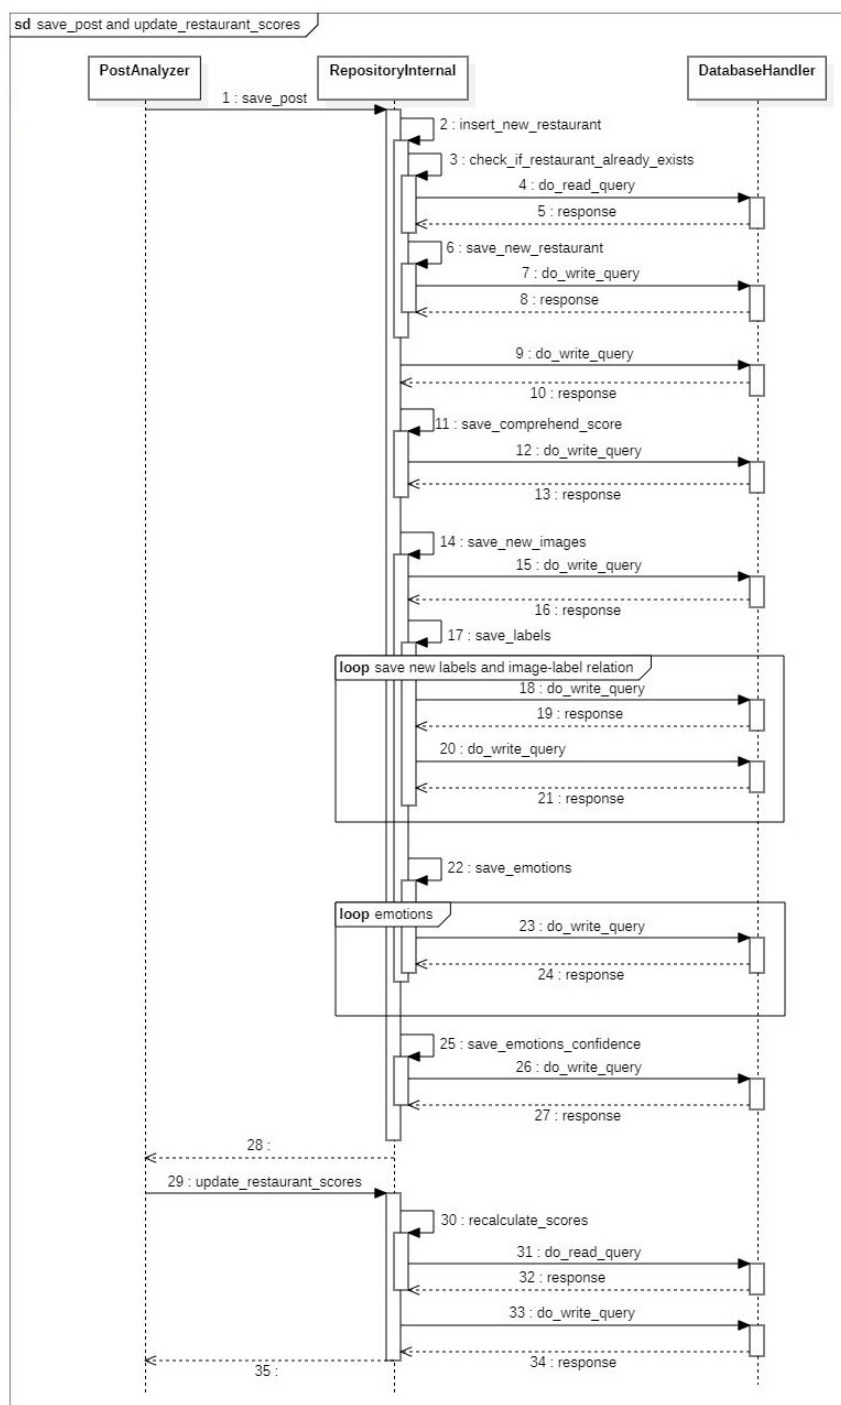 sd save_post and update_restaurant_scores
PostAnalyzer
RepositoryInternal
DatabaseHandler
1 : save_post
2 : insert_new_restaurant
3 : check_if_restaurant_already_exists
4 : do_read_query
5 : response
6 : save_new_restaurant
7 : do_write_query
8 : response
9 : do_write_query
10 : response
11 : save_comprehend_score
12 : do_write_query
13 : response
14 : save_new_images
15 : do_write_query
16 : response
17 : save_labels
loop save new labels and image-label relation
18 : do_write_query
19 : response
20 : do_write_query
21 : response
22 : save_emotions
loop emotions
23 : do_write_query
24 : response
25 : save_emotions_confidence
26 : do_write_query
27 : response
28 :
29 : update_restaurant_scores
30 : recalculate_scores
31 : do_read_query
32 : response
33 : do_write_query
34 : response
35 :